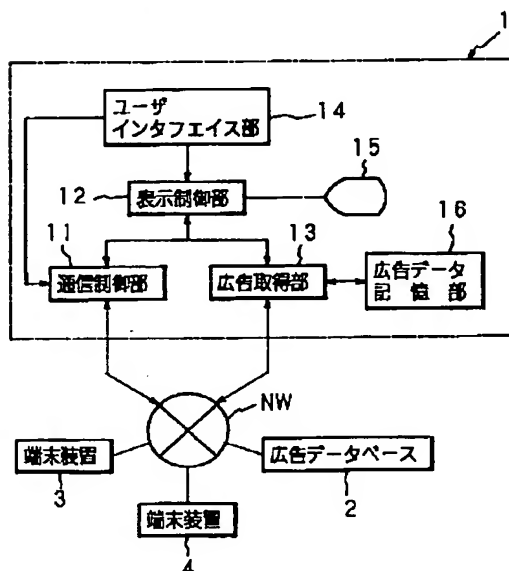 1
ユーザ
インタフェイス部
14
15
12
表示制御部
16
11
13
通信制御部
広告取得部
広告データ
記憶部
NW
端末装置
広告データベース
3
2
端末装置
4